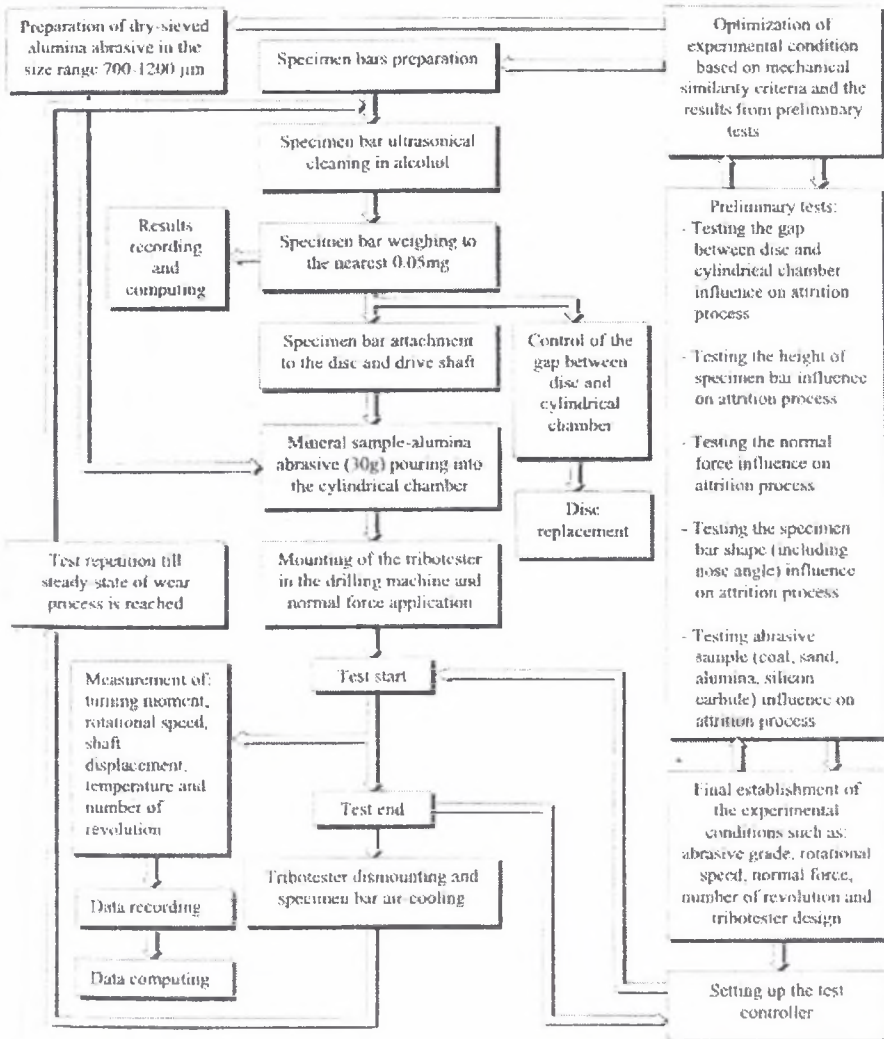 Preparation of dry-sieved
alumina abrasive in the
size range 700-1200 μm
Specimen bars preparation
Optimization of
experimental condition
based on mechanical
similarity criteria and the
results from preliminary
tests
Specimen bar ultrasonical
cleaning in alcohol
Results
recording
and
computing
Specimen bar weighing to
the nearest 0.05mg
Specimen bar attachment
to the disc and drive shaft
Control of the
gap between
disc and
cylindrical
chamber
Mineral sample-alumina
abrasive (30g) pouring into
the cylindrical chamber
Disc
replacement
Test repetition till
steady-state of wear
process is reached
Mounting of the tribotester
in the drilling machine and
normal force application
Preliminary tests:
- Testing the gap
between disc and
cylindrical chamber
influence on attrition
process
- Testing the height of
specimen bar influence
on attrition process
- Testing the normal
force influence on
attrition process
- Testing the specimen
bar shape (including
nose angle) influence
on attrition process
- Testing abrasive
sample (coal, sand,
alumina, silicon
carbide) influence on
attrition process
Test start
Measurement of:
turning moment,
rotational speed,
shaft
displacement,
temperature and
number of
revolution
Test end
Tribotester dismounting and
specimen bar air-cooling
Data recording
Data computing
Final establishment of
the experimental
conditions such as:
abrasive grade, rotational
speed, normal force,
number of revolution and
tribotester design
Setting up the test
controller